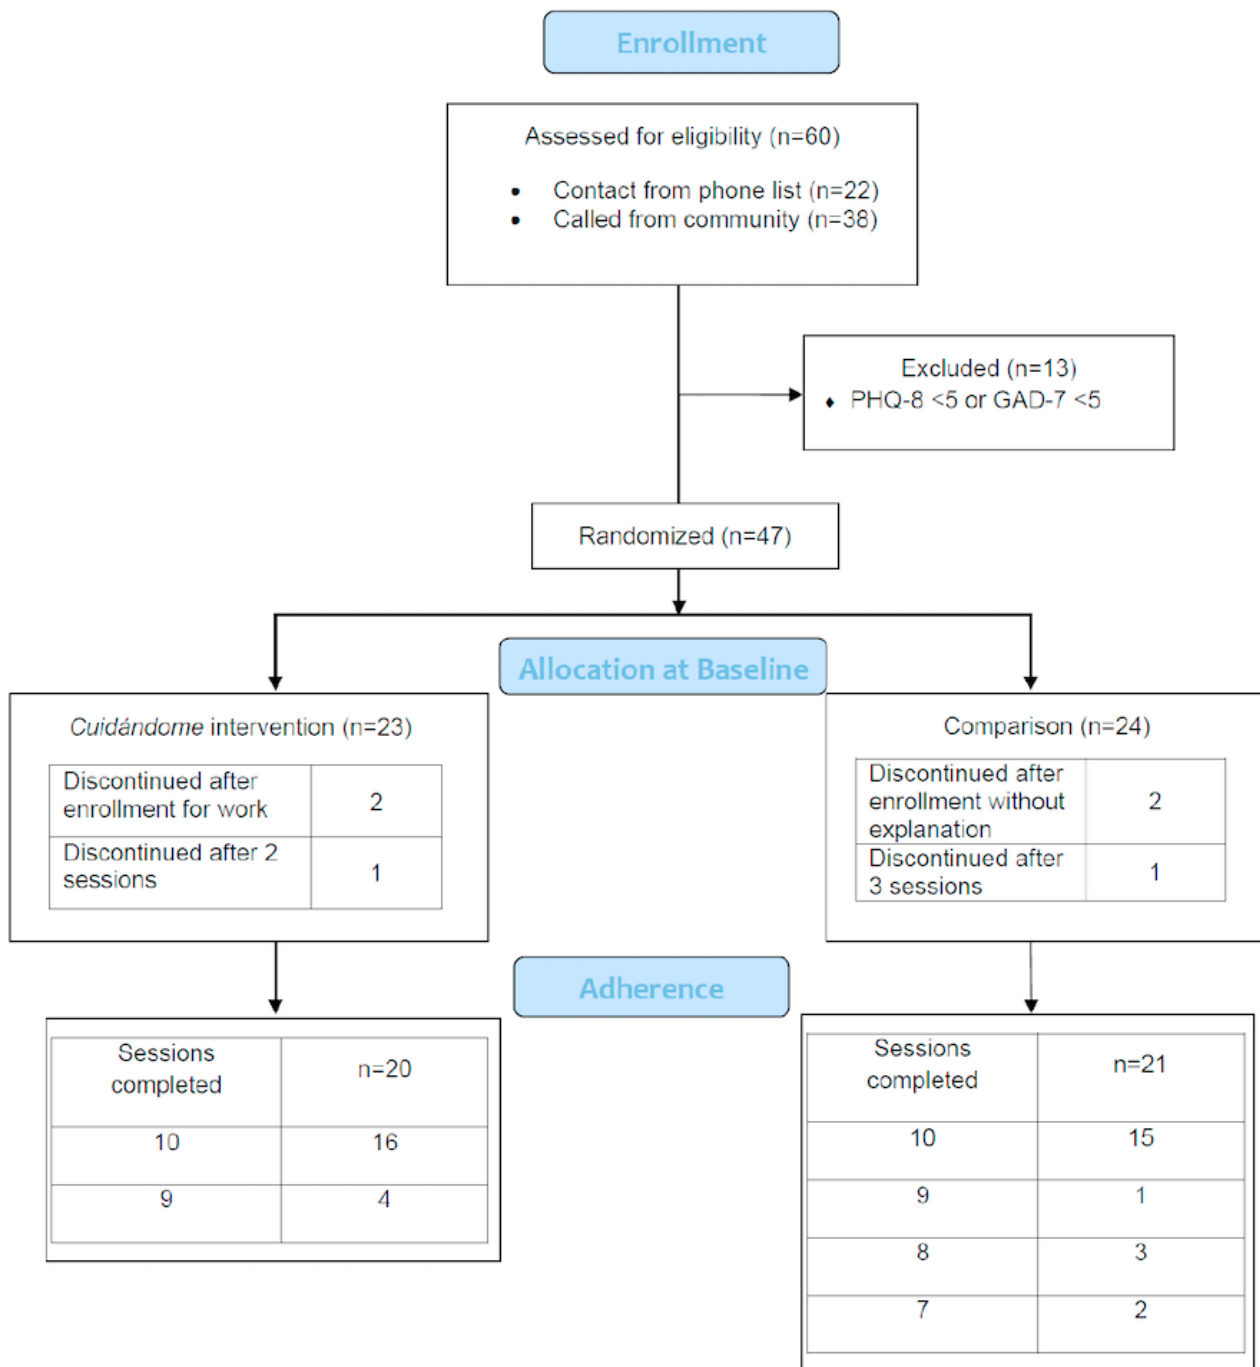 Enrollment
Assessed for eligibility (n=60)
• Contact from phone list (n=22)
• Called from community (n=38)
Excluded (n=13)
♦ PHQ-8 <5 or GAD-7 <5
Randomized (n=47)
Allocation at Baseline
Cuidándome intervention (n=23)
Discontinued after
enrollment for work
2
Discontinued after 2
sessions
1
Comparison (n=24)
Discontinued after
enrollment without
explanation
2
Discontinued after
3 sessions
1
Adherence
Sessions
completed
n=20
10 16
9 4
Sessions
completed
n=21
10 15
9 1
8 3
7 2